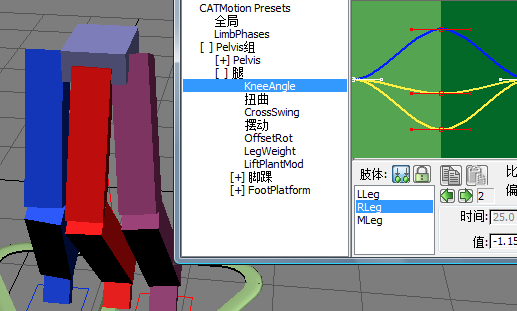 CATMotion Presets
全局
LimbPhases
[ ] Pelvis组
[+] Pelvis
[ ] 腿
KneeAngle
扭曲
CrossSwing
摆动
OffsetRot
LegWeight
LiftPlantMod
[+] 脚踝
[+] FootPlatform
肢体:
LLeg
RLeg
MLeg
比
2
偏
时间: 25.0
值: -1.15